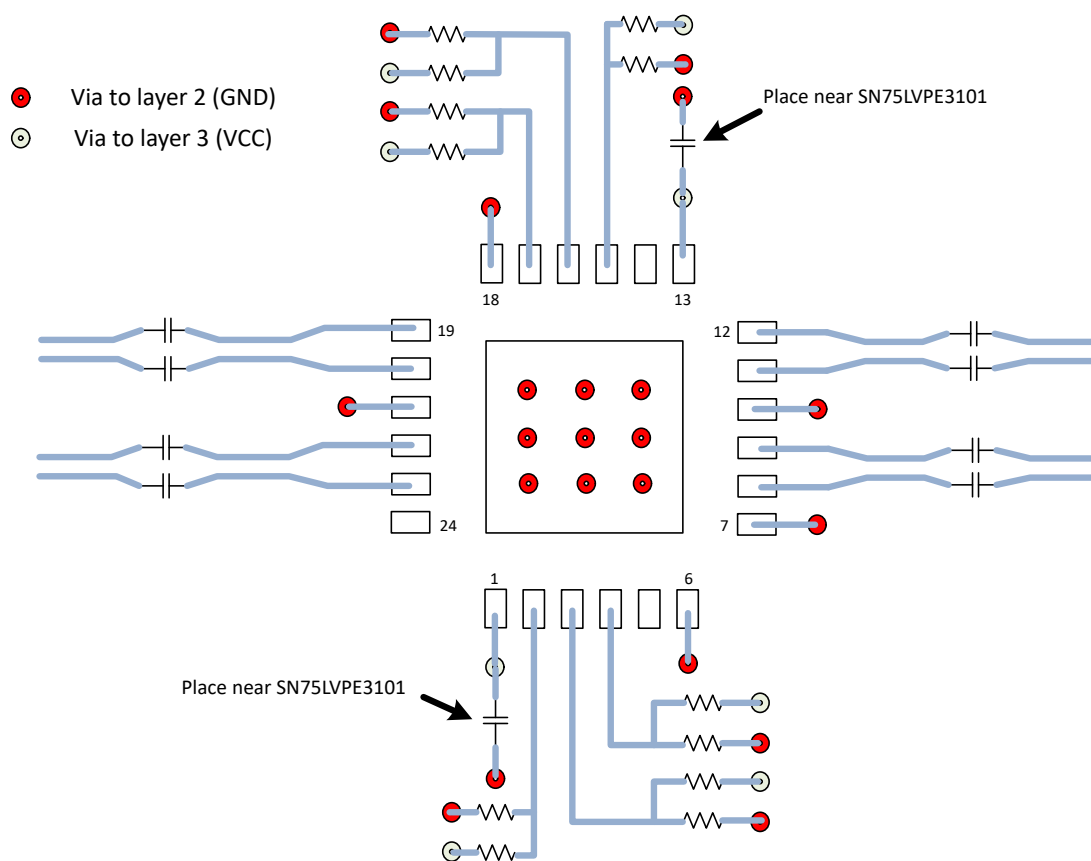 Via to layer 2 (GND)
Via to layer 3 (VCC)
Place near SN75LVPE3101
18
13
19
12
24
7
1
6
Place near SN75LVPE3101